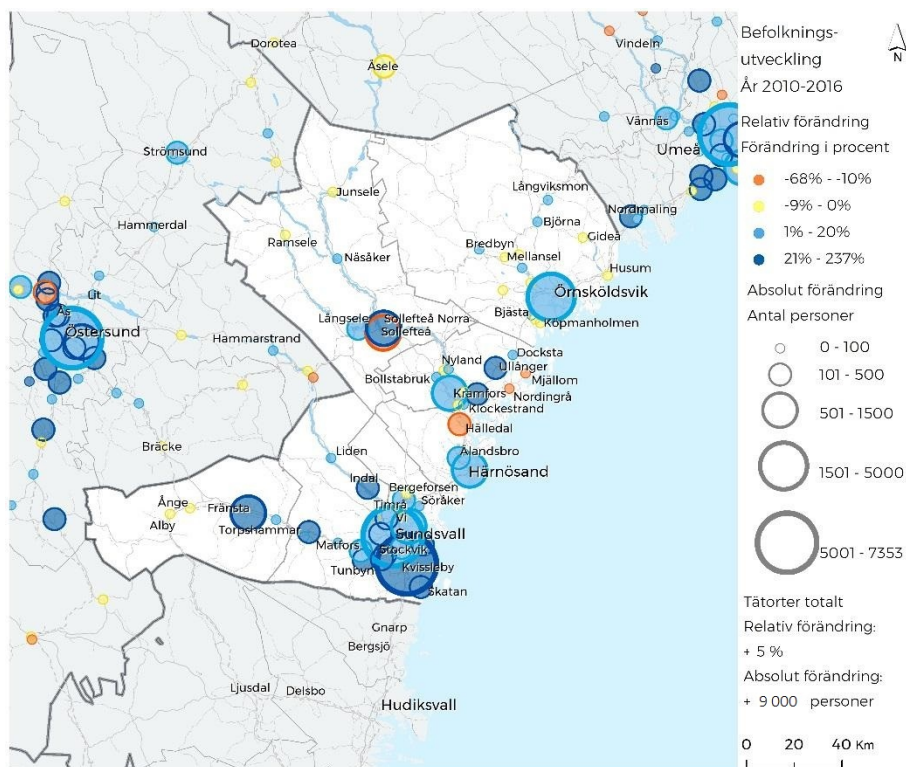 Befolknings-
utveckling
År 2010-2016
N
Relativ förändring
Förändring i procent
-68% - -10%
-9% - 0%
1% - 20%
21% - 237%
Absolut förändring
Antal personer
0 - 100
101 - 500
501 - 1500
1501 - 5000
5001 - 7353
Tätorter totalt
Relativ förändring:
+ 5 %
Absolut förändring:
+ 9 000 personer
0 20 40 Km
Dorotea
Vindeln
Åsele
Vännäs
Umeå
Strömsund
Junsele
Långviksmon
Hammerdal
Björna
Nordmaling
Ramsele
Gideå
Bredbyn
Näsåker
Mellansel
Husum
Lit
Örnsköldsvik
Ås
Långsele
Sollefteå Norra
Bjästa
Köpmanholmen
Östersund
Sollefteå
Hammarstrand
Nyland
Docksta
Ullånger
Bollstabruk
Mjällom
Kramfors
Nordingrå
Klockestrand
Hälledal
Bräcke
Liden
Älandsbro
Härnösand
Indal
Bergeforsen
Söråker
Ånge
Fränsta
Timrå
Vi
Alby
Torpshammar
Sundsvall
Matfors
Stockvik
Tunbyn
Kvissleby
Skatan
Gnarp
Bergsjö
Ljusdal
Delsbo
Hudiksvall